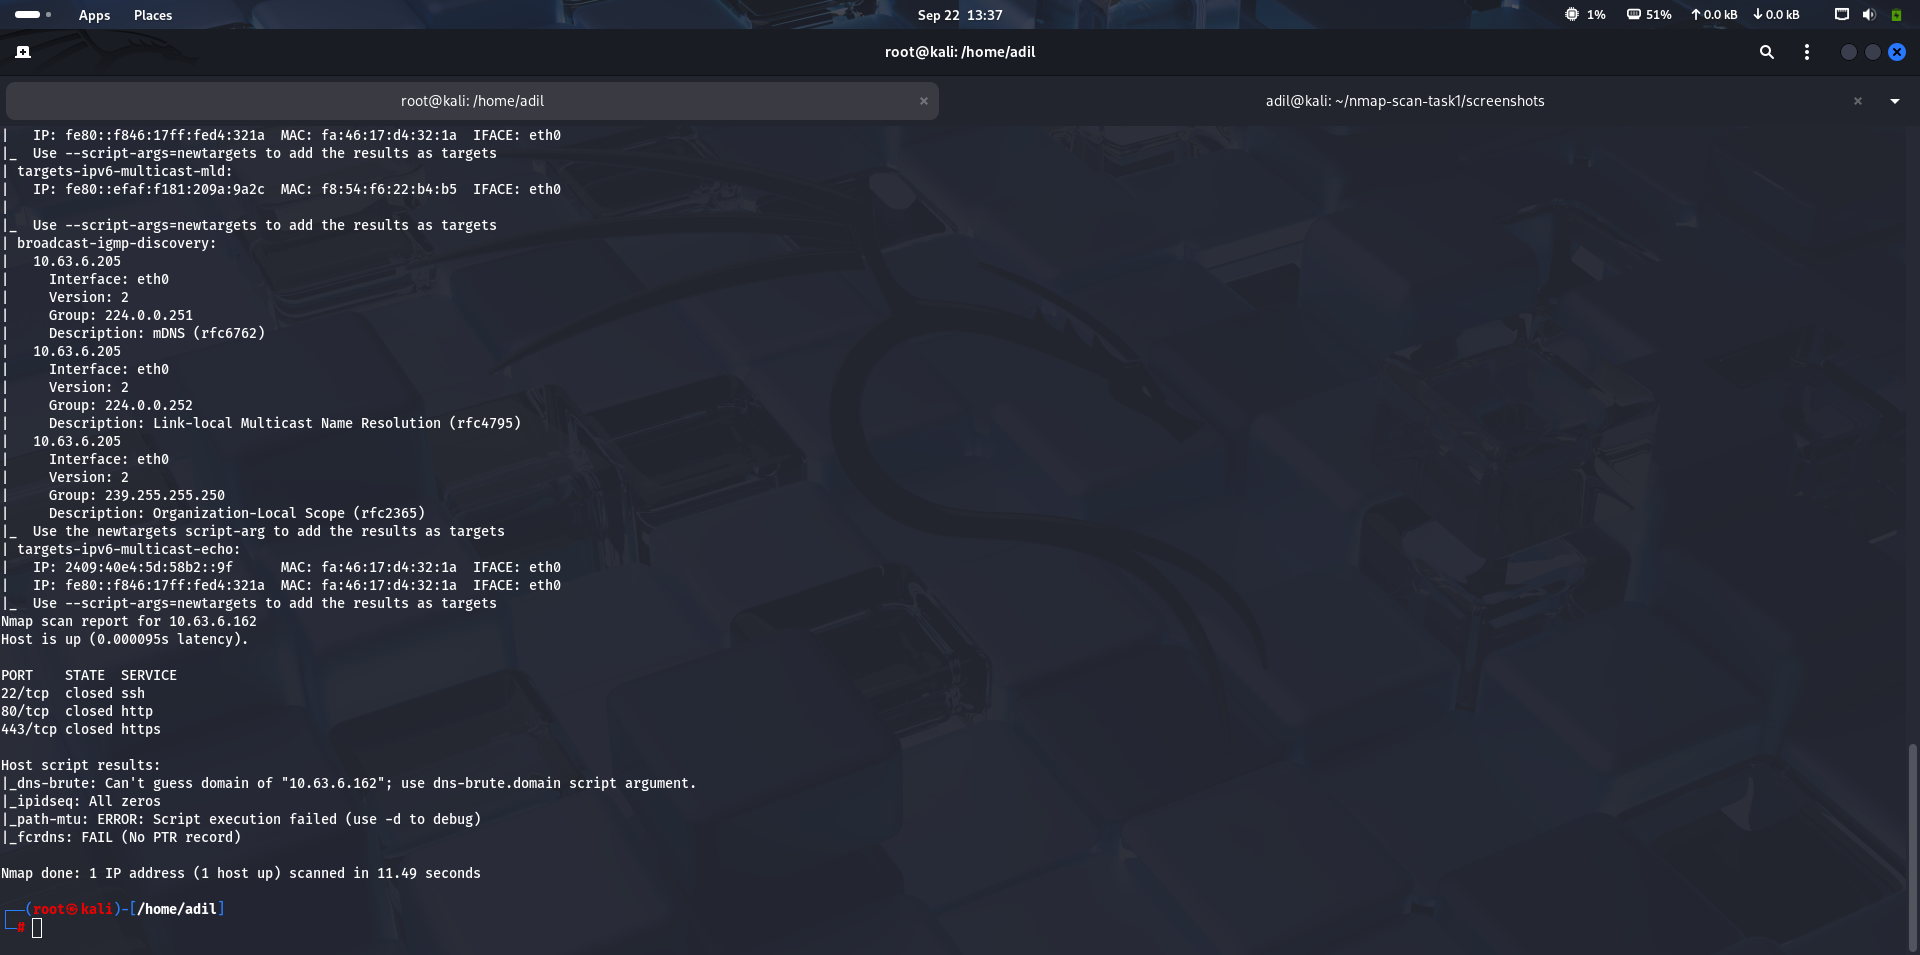 Apps Places Sep 22 13:37 1% 51% 0.0 kB 0.0 kB
root@kali: /home/adil
root@kali: /home/adil adil@kali: ~/nmap-scan-task1/screenshots
|   IP: fe80::f846:17ff:fed4:321a  MAC: fa:46:17:d4:32:1a  IFACE: eth0
|_  Use --script-args=newtargets to add the results as targets
| targets-ipv6-multicast-mld:
|   IP: fe80::efaf:f181:209a:9a2c  MAC: f8:54:f6:22:b4:b5  IFACE: eth0
|
|_  Use --script-args=newtargets to add the results as targets
| broadcast-igmp-discovery:
|   10.63.6.205
|     Interface: eth0
|     Version: 2
|     Group: 224.0.0.251
|     Description: mDNS (rfc6762)
|   10.63.6.205
|     Interface: eth0
|     Version: 2
|     Group: 224.0.0.252
|     Description: Link-local Multicast Name Resolution (rfc4795)
|   10.63.6.205
|     Interface: eth0
|     Version: 2
|     Group: 239.255.255.250
|     Description: Organization-Local Scope (rfc2365)
|_  Use the newtargets script-arg to add the results as targets
| targets-ipv6-multicast-echo:
|   IP: 2409:40e4:5d:58b2::9f      MAC: fa:46:17:d4:32:1a  IFACE: eth0
|   IP: fe80::f846:17ff:fed4:321a  MAC: fa:46:17:d4:32:1a  IFACE: eth0
|_  Use --script-args=newtargets to add the results as targets
Nmap scan report for 10.63.6.162
Host is up (0.000095s latency).
PORT    STATE  SERVICE
22/tcp  closed ssh
80/tcp  closed http
443/tcp closed https
Host script results:
|_dns-brute: Can't guess domain of "10.63.6.162"; use dns-brute.domain script argument.
|_ipidseq: All zeros
|_path-mtu: ERROR: Script execution failed (use -d to debug)
|_fcrdns: FAIL (No PTR record)
Nmap done: 1 IP address (1 host up) scanned in 11.49 seconds
┌──(root㉿kali)-[/home/adil]
└─#